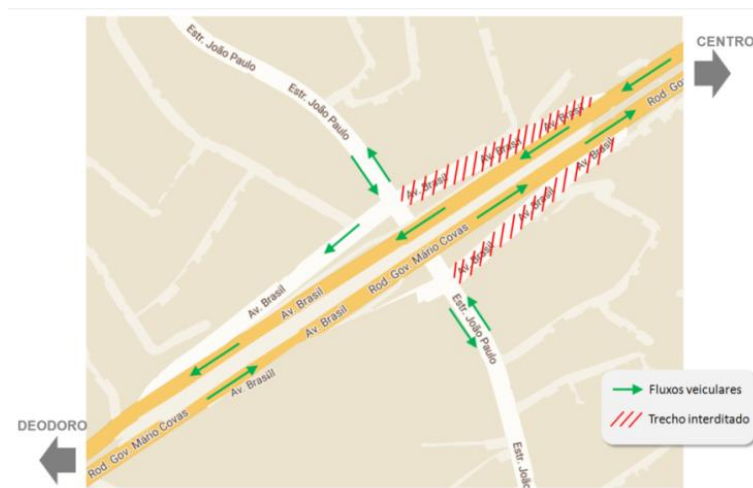 CENTRO
Estr. João Paulo
Estr. João Paulo
Rod. Gov.
Av. Brasil
Av. Brasil
Av. Brasil
Av. Brasil
Av. Brasil
Av. Brasil
Rod. Gov. Mário Covas
Av. Brasil
Av. Brasil
Av. Brasil
Estr. João Paulo
Av. Brasil
Fluxos veiculares
Trecho interditado
DEODORO
Rod. Gov. Mário Covas
Estr. Jo